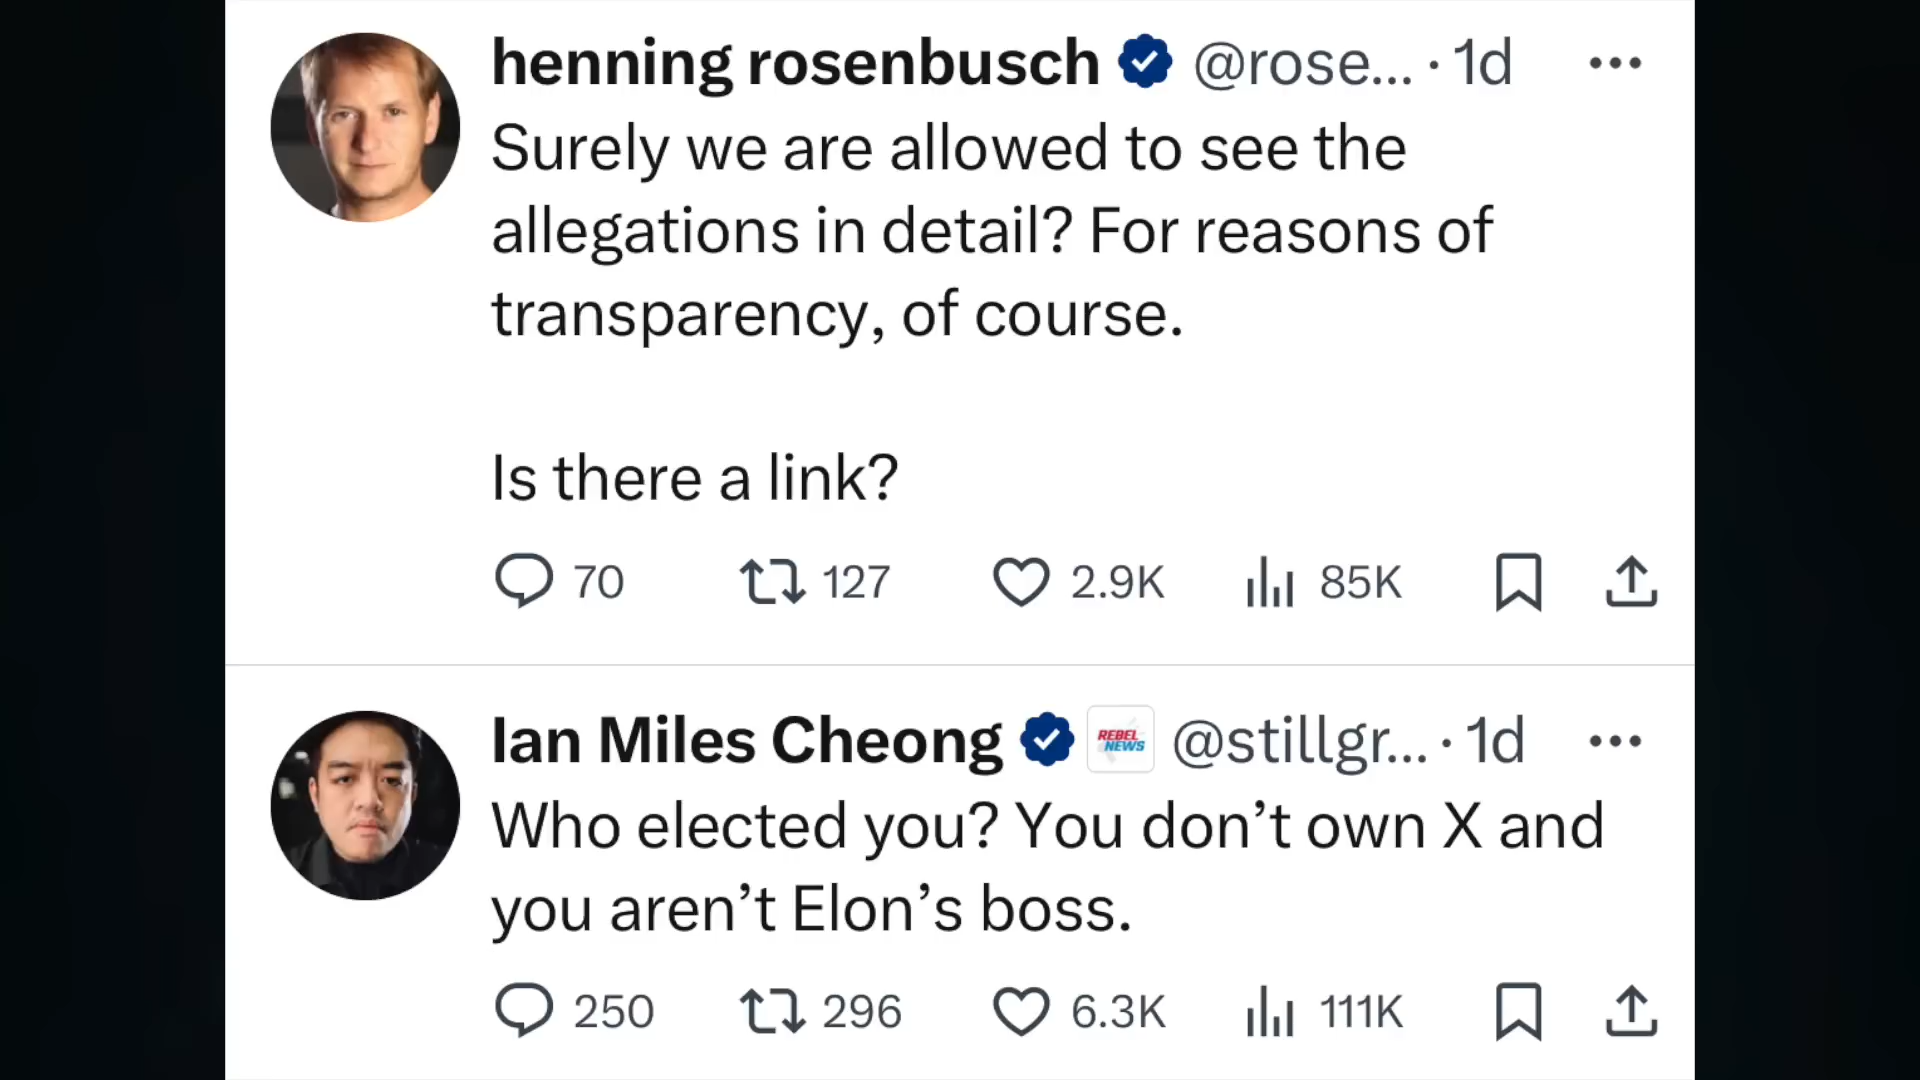 henning rosenbusch @rose... · 1d
Surely we are allowed to see the
allegations in detail? For reasons of
transparency, of course.
Is there a link?
70 127 2.9K 85K
Ian Miles Cheong REBEL NEWS @stillgr... · 1d
Who elected you? You don’t own X and
you aren’t Elon’s boss.
250 296 6.3K 111K